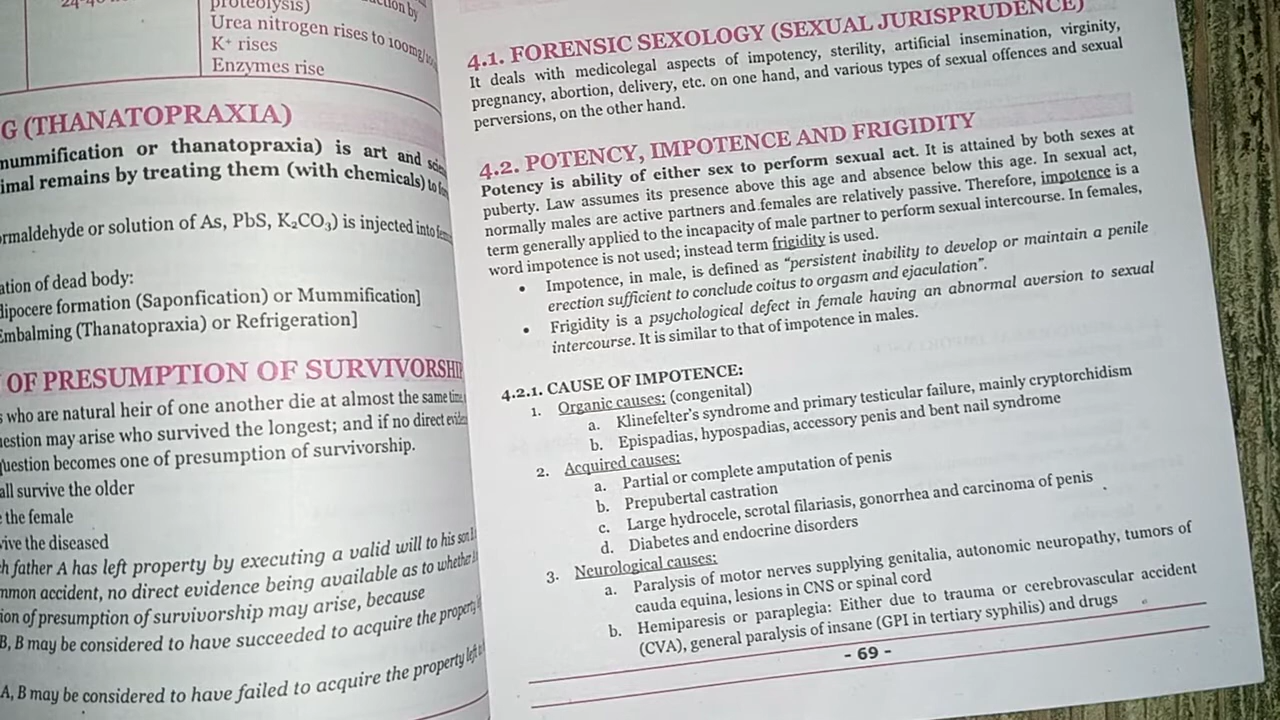 24-48
proteolysis)
Urea nitrogen rises to 100mg/100
K⁺ rises
Enzymes rise
G (THANATOPRAXIA)
mummification or thanatopraxia) is art and
imal remains by treating them (with chemicals) to
ormaldehyde or solution of As, PbS, K₂CO₃) is injected into
ation of dead body:
dipocere formation (Saponfication) or Mummification]
Embalming (Thanatopraxia) or Refrigeration]
OF PRESUMPTION OF SURVIVORSHIP
s who are natural heir of one another die at almost the same time,
uestion may arise who survived the longest; and if no direct
question becomes one of presumption of survivorship.
all survive the older
the female
vive the diseased
h father A has left property by executing a valid will to his son
mmon accident, no direct evidence being available as to whether
ion of presumption of survivorship may arise, because
B, B may be considered to have succeeded to acquire the property
A, B may be considered to have failed to acquire the property left
4.1. FORENSIC SEXOLOGY (SEXUAL JURISPRUDENCE)
It deals with medicolegal aspects of impotency, sterility, artificial insemination, virginity,
pregnancy, abortion, delivery, etc. on one hand, and various types of sexual offences and sexual
perversions, on the other hand.
4.2. POTENCY, IMPOTENCE AND FRIGIDITY
Potency is ability of either sex to perform sexual act. It is attained by both sexes at
puberty. Law assumes its presence above this age and absence below this age. In sexual act,
normally males are active partners and females are relatively passive. Therefore, impotence is a
term generally applied to the incapacity of male partner to perform sexual intercourse. In females,
word impotence is not used; instead term frigidity is used.
• Impotence, in male, is defined as “persistent inability to develop or maintain a penile
erection sufficient to conclude coitus to orgasm and ejaculation”.
• Frigidity is a psychological defect in female having an abnormal aversion to sexual
intercourse. It is similar to that of impotence in males.
4.2.1. CAUSE OF IMPOTENCE:
1. Organic causes: (congenital)
a. Klinefelter's syndrome and primary testicular failure, mainly cryptorchidism
b. Epispadias, hypospadias, accessory penis and bent nail syndrome
2. Acquired causes:
a. Partial or complete amputation of penis
b. Prepubertal castration
c. Large hydrocele, scrotal filariasis, gonorrhea and carcinoma of penis
d. Diabetes and endocrine disorders
3. Neurological causes:
a. Paralysis of motor nerves supplying genitalia, autonomic neuropathy, tumors of
cauda equina, lesions in CNS or spinal cord
b. Hemiparesis or paraplegia: Either due to trauma or cerebrovascular accident
(CVA), general paralysis of insane (GPI in tertiary syphilis) and drugs
- 69 -